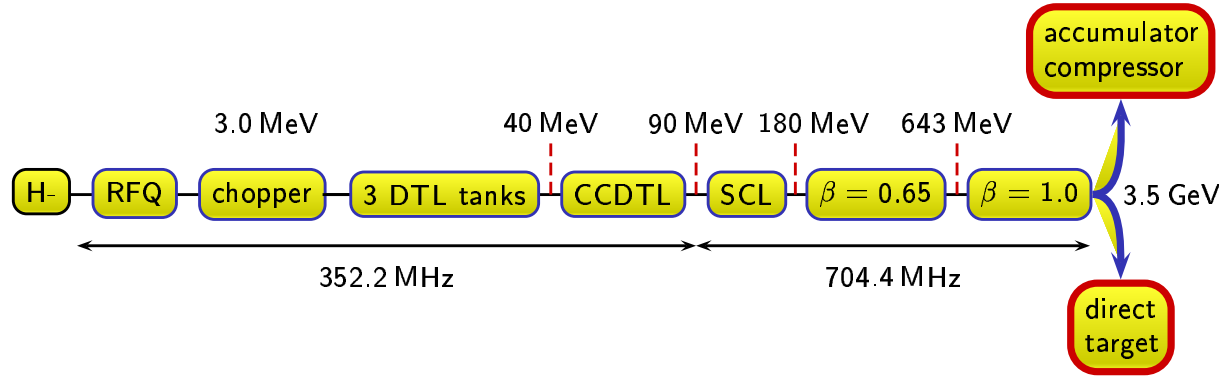 accumulator
compressor
3.0 MeV
40 MeV
90 MeV
180 MeV
643 MeV
H-
RFQ
chopper
3 DTL tanks
CCDTL
SCL
β = 0.65
β = 1.0
3.5 GeV
352.2 MHz
704.4 MHz
direct
target